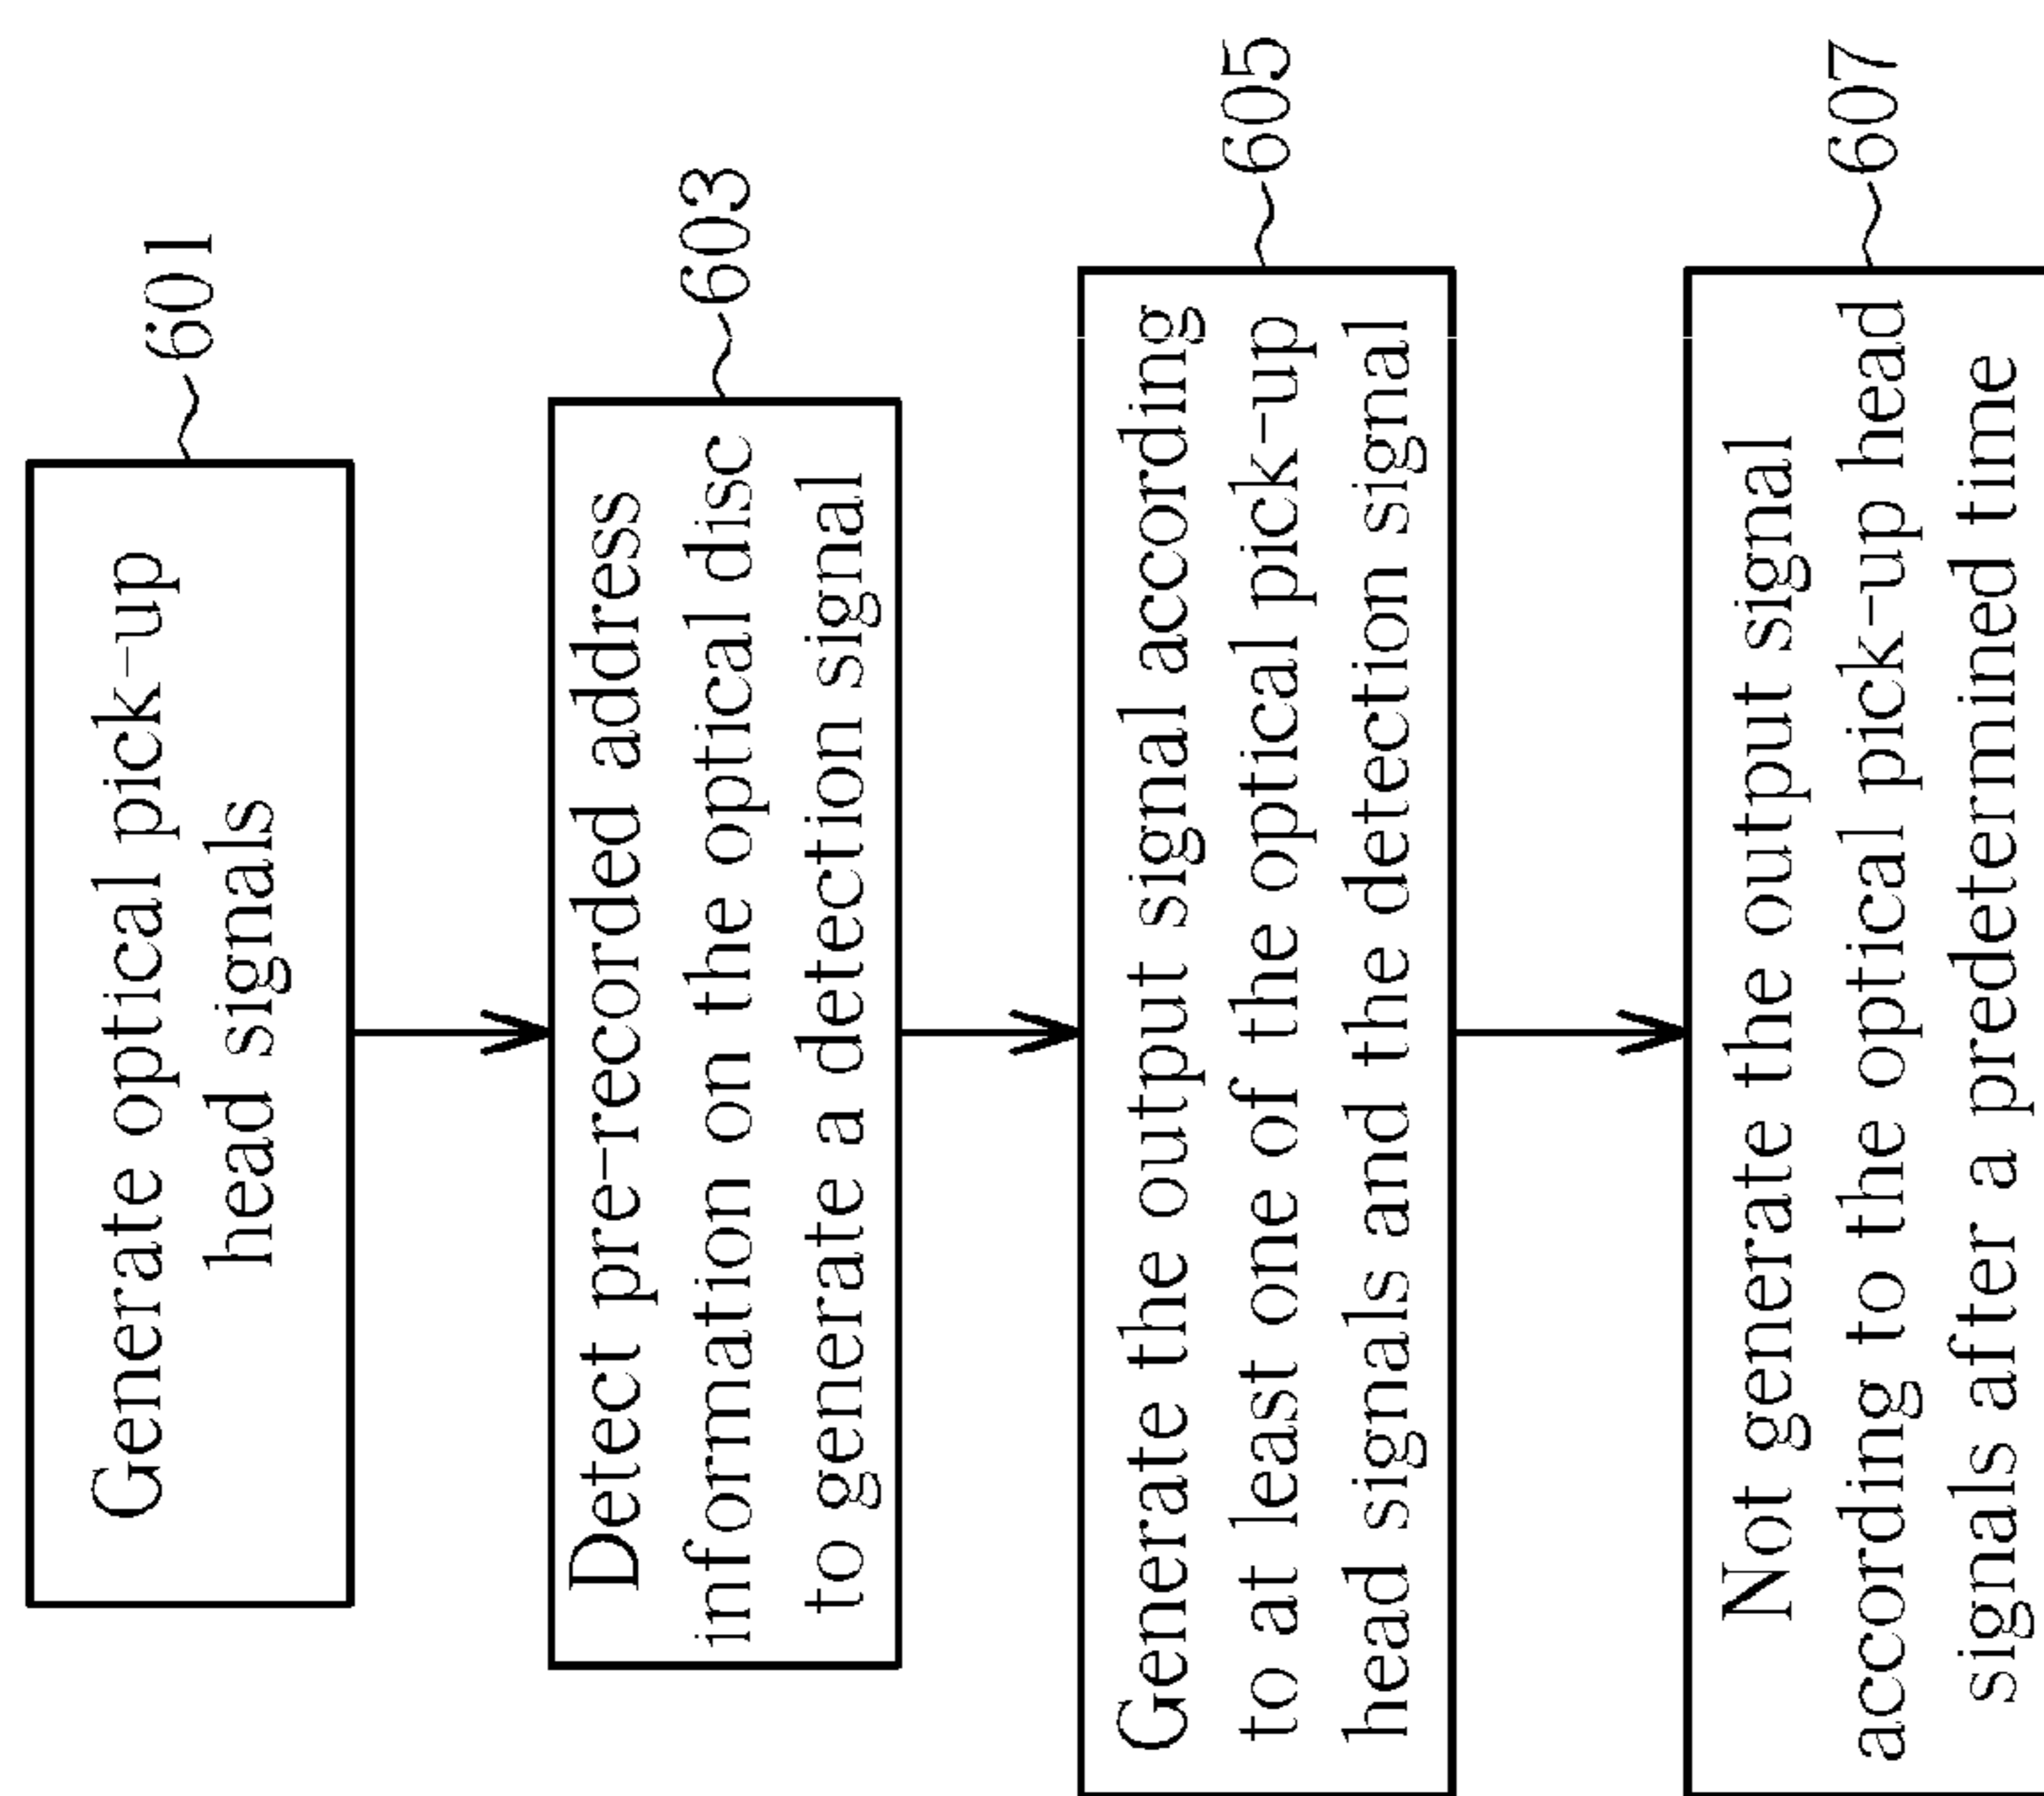 Generate optical pick-up
head signals
601
Detect pre-recorded address
information on the optical disc
to generate a detection signal
603
Generate the output signal according
to at least one of the optical pick-up
head signals and the detection signal
605
Not generate the output signal
according to the optical pick-up head
signals after a predetermined time
607